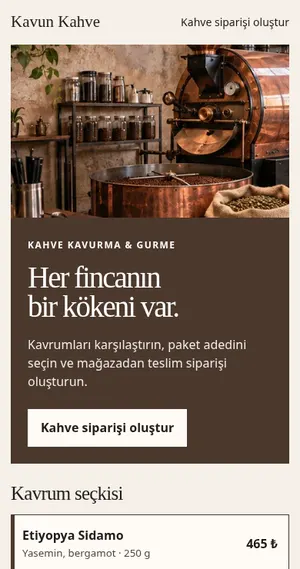 Kavun Kahve
Kahve siparişi oluştur
KAHVE KAVURMA & GURME
Her fincanın
bir kökeni var.
Kavrumları karşılaştırın, paket adedini
seçin ve mağazadan teslim siparişi
oluşturun.
Kahve siparişi oluştur
Kavrum seçkisi
Etiyopya Sidamo
Yasemin, bergamot · 250 g
465 ₺